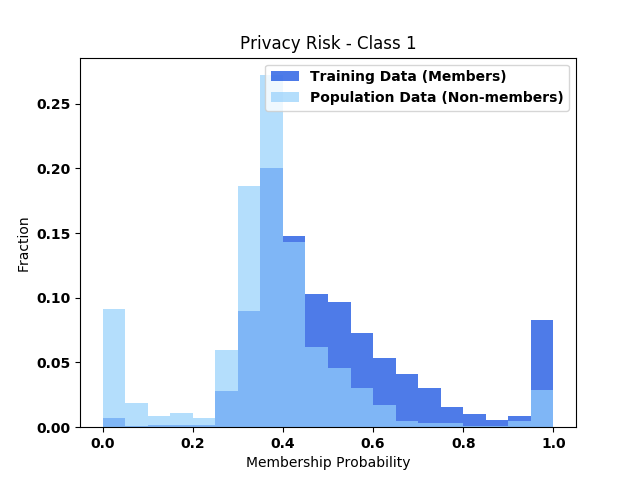 Privacy Risk - Class 1
Training Data (Members)
Population Data (Non-members)
Fraction
0.25
0.20
0.15
0.10
0.05
0.00
0.0 0.2 0.4 0.6 0.8 1.0
Membership Probability